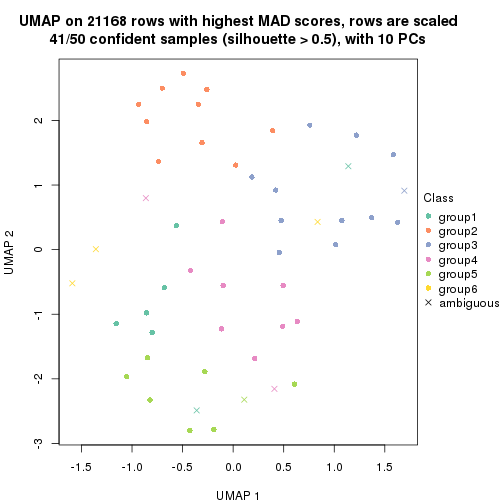 UMAP on 21168 rows with highest MAD scores, rows are scaled
41/50 confident samples (silhouette > 0.5), with 10 PCs
UMAP 2
2
1
0
-1
-2
-3
-1.5
-1.0
-0.5
0.0
0.5
1.0
1.5
UMAP 1
Class
group1
group2
group3
group4
group5
group6
ambiguous